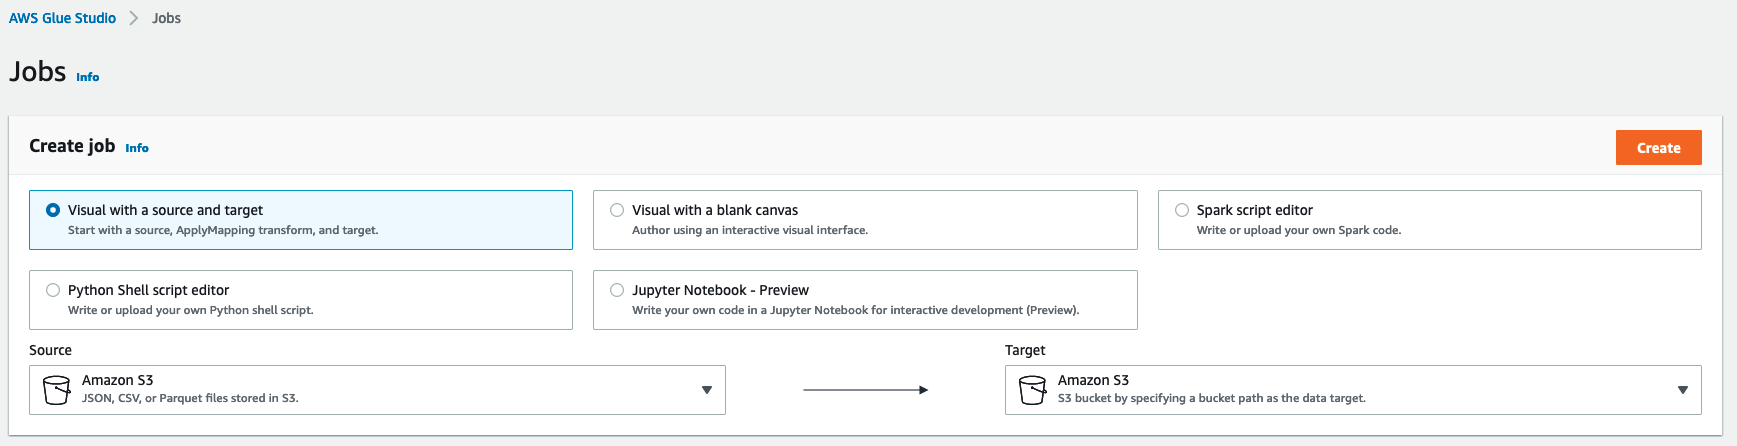 AWS Glue Studio > Jobs
Jobs Info
Create job Info
Create
Visual with a source and target
Start with a source, ApplyMapping transform, and target.
Visual with a blank canvas
Author using an interactive visual interface.
Spark script editor
Write or upload your own Spark code.
Python Shell script editor
Write or upload your own Python shell script.
Jupyter Notebook - Preview
Write your own code in a Jupyter Notebook for interactive development (Preview).
Source
Amazon S3
JSON, CSV, or Parquet files stored in S3.
Target
Amazon S3
S3 bucket by specifying a bucket path as the data target.